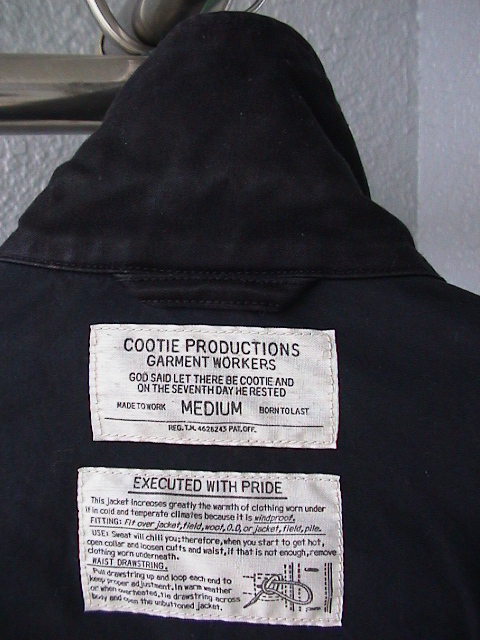 COOTIE PRODUCTIONS
GARMENT WORKERS
GOD SAID LET THERE BE COOTIE AND
ON THE SEVENTH DAY HE RESTED
MADE TO WORK MEDIUM BORN TO LAST
REG. T.M. 4626243 PAT. OFF.
EXECUTED WITH PRIDE
This jacket increases greatly the warmth of clothing worn under
it in cold and temperate climates because it is windproof.
FITTING: Fit over jacket, field, wool, O.D. or jacket, field, pile.
USE: Sweat will chill you; therefore, when you start to get hot,
open collar and loosen cuffs and waist, if that is not enough, remove
clothing worn underneath.
WAIST DRAWSTRING.
Pull drawstring up and loop each end to
keep proper adjustment. In warm weather
or when overheated, tie drawstring across
body and open the unbuttoned jacket.